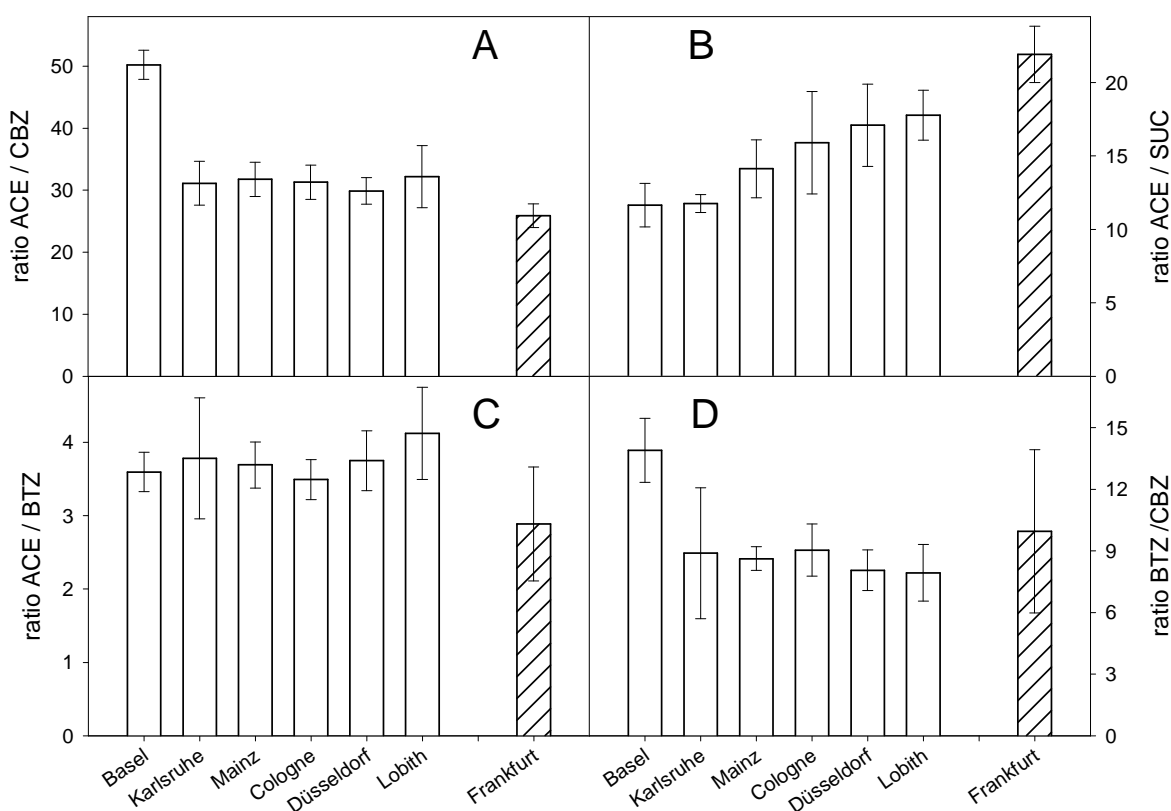 A
B
ratio ACE / CBZ
50
40
30
20
10
0
20
15
10
5
0
ratio ACE / SUC
C
D
ratio ACE / BTZ
4
3
2
1
0
15
12
9
6
3
0
ratio BTZ /CBZ
Basel
Karlsruhe
Mainz
Cologne
Düsseldorf
Lobith
Frankfurt
Basel
Karlsruhe
Mainz
Cologne
Düsseldorf
Lobith
Frankfurt